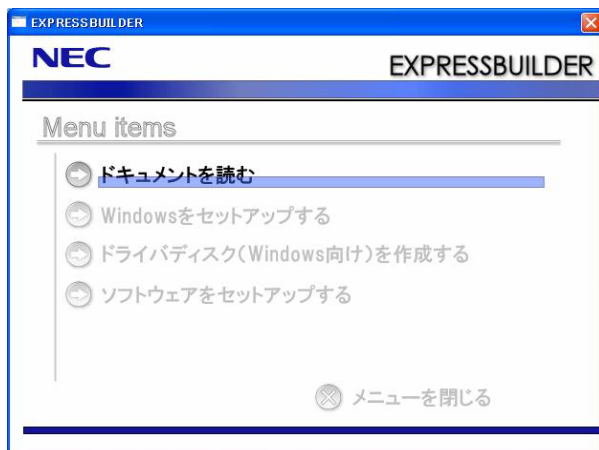 EXPRESSBUILDER
NEC
EXPRESSBUILDER
Menu items
ドキュメントを読む
Windowsをセットアップする
ドライバディスク(Windows向け)を作成する
ソフトウェアをセットアップする
メニューを閉じる